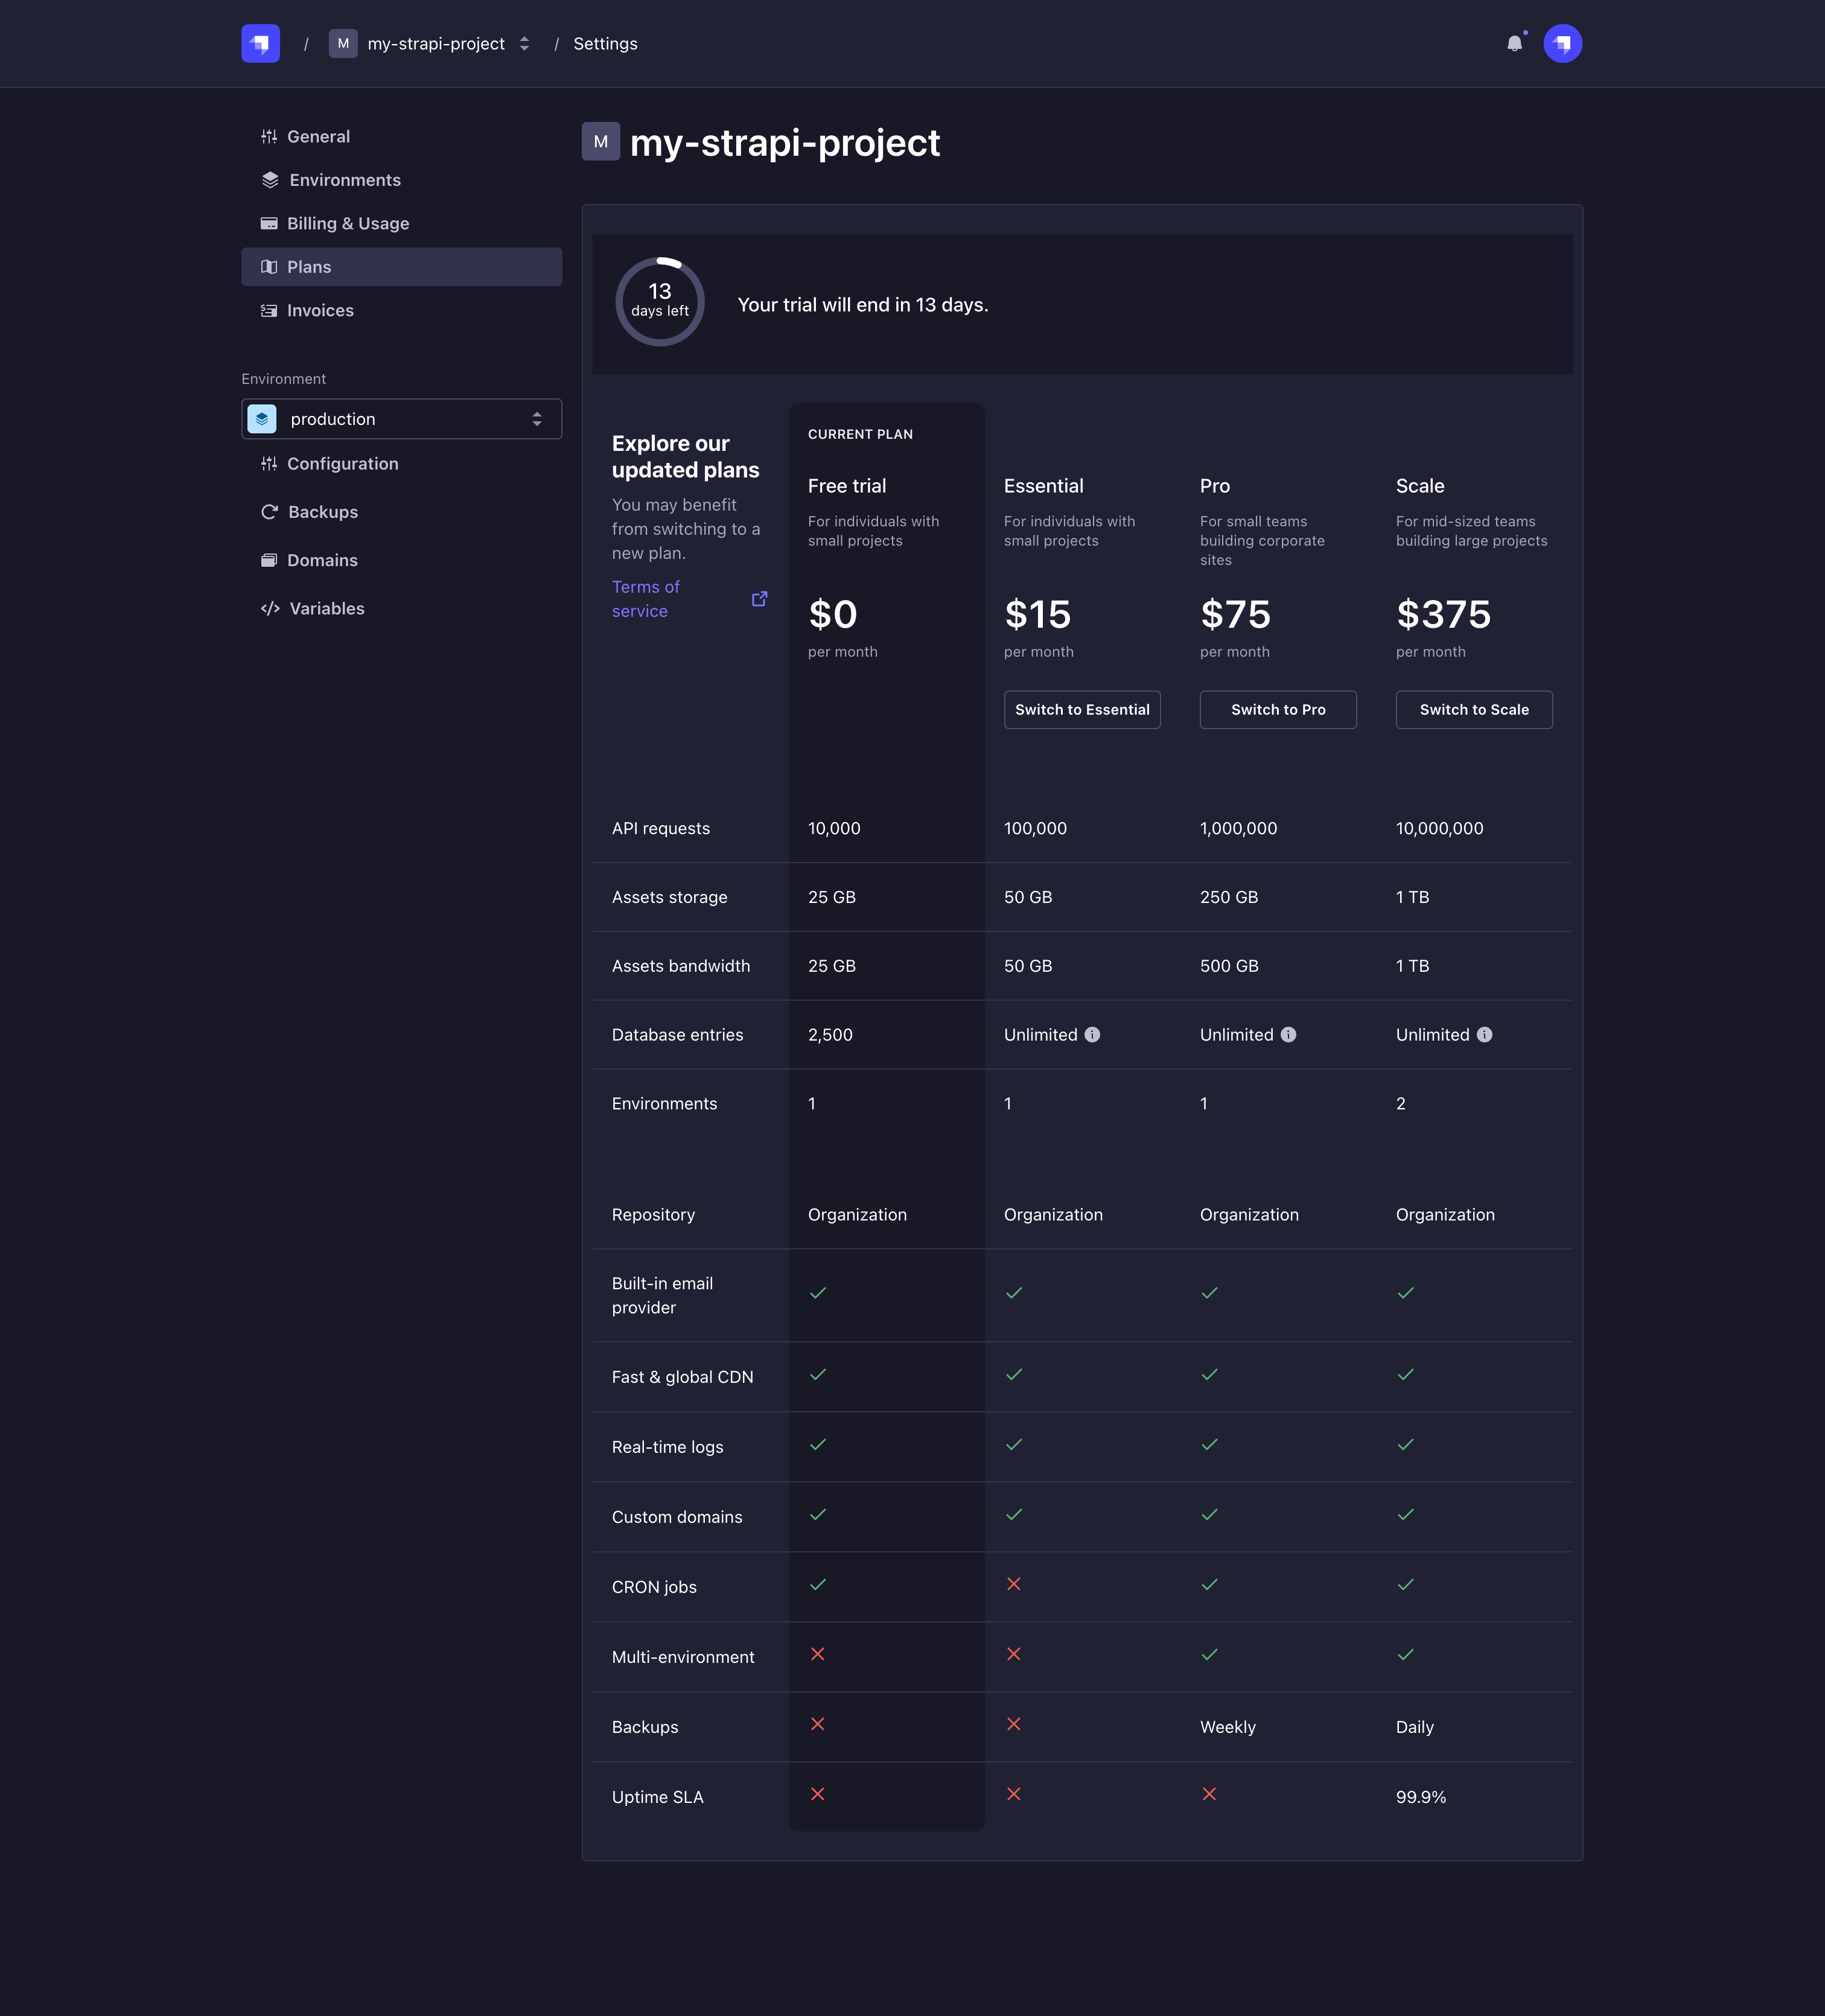 / M my-strapi-project / Settings
General
Environments
Billing & Usage
Plans
Invoices
Environment
production
Configuration
Backups
Domains
Variables
M my-strapi-project
13
days left
Your trial will end in 13 days.
Explore our
updated plans
You may benefit
from switching to a
new plan.
Terms of
service
CURRENT PLAN
Free trial
For individuals with
small projects
$0
per month
Essential
For individuals with
small projects
$15
per month
Switch to Essential
Pro
For small teams
building corporate
sites
$75
per month
Switch to Pro
Scale
For mid-sized teams
building large projects
$375
per month
Switch to Scale
API requests 10,000 100,000 1,000,000 10,000,000
Assets storage 25 GB 50 GB 250 GB 1 TB
Assets bandwidth 25 GB 50 GB 500 GB 1 TB
Database entries 2,500 Unlimited Unlimited Unlimited
Environments 1 1 1 2
Repository Organization Organization Organization Organization
Built-in email
provider
Fast & global CDN
Real-time logs
Custom domains
CRON jobs
Multi-environment
Backups Weekly Daily
Uptime SLA 99.9%